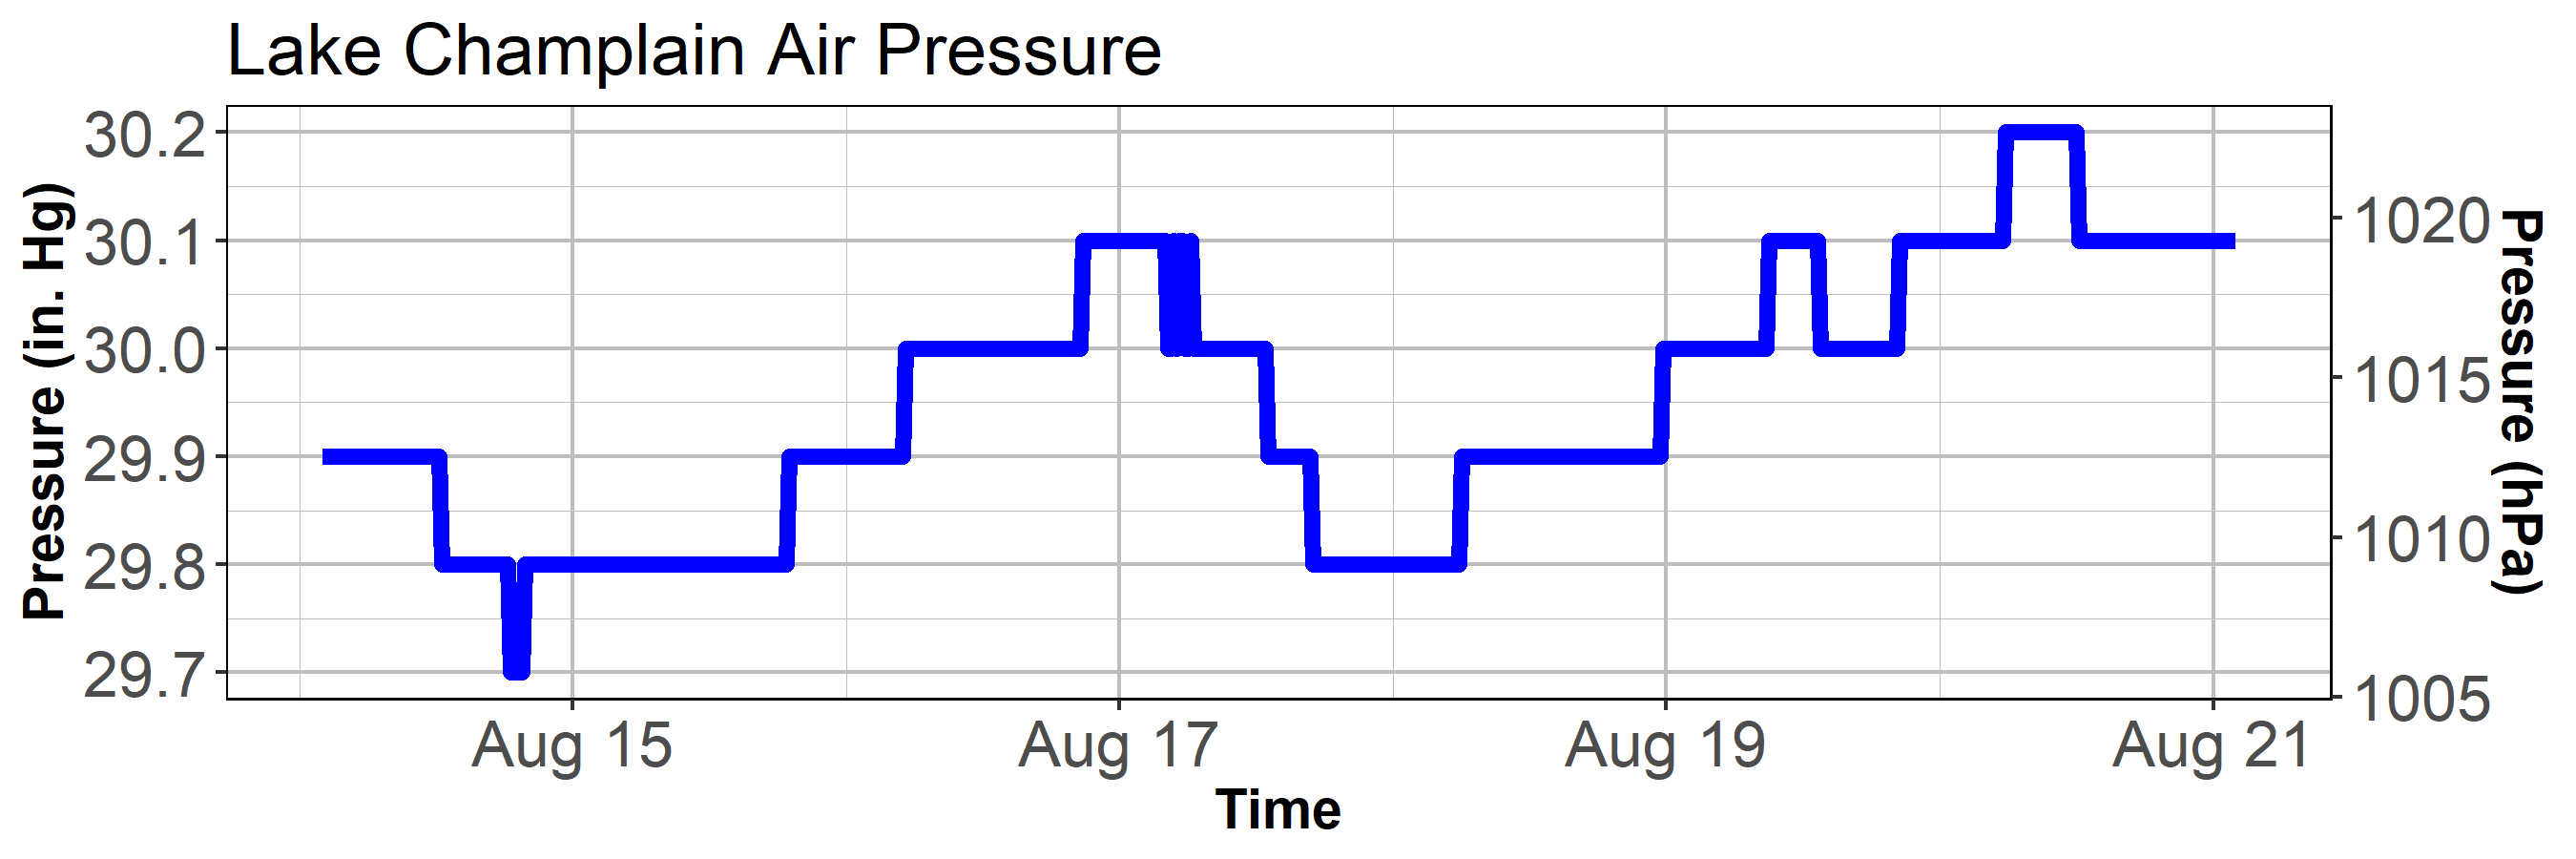 Lake Champlain Air Pressure
30.2
30.1
30.0
29.9
29.8
29.7
Pressure (in. Hg)
1020
1015
1010
1005
Pressure (hPa)
Aug 15 Aug 17 Aug 19 Aug 21
Time